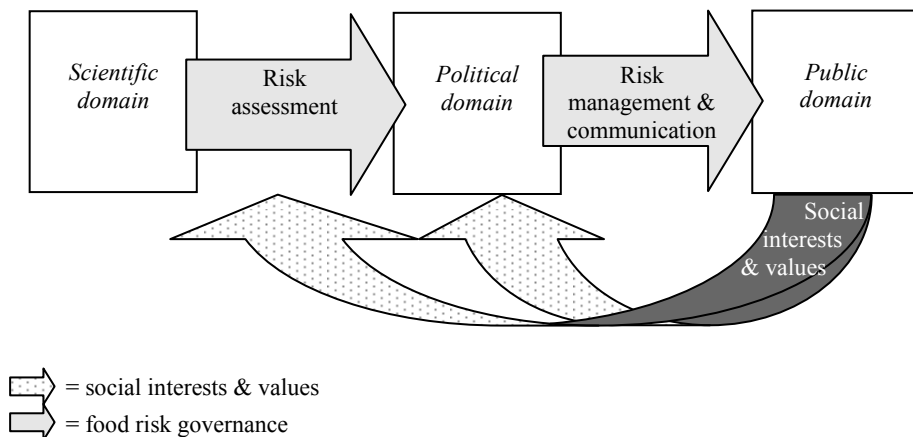 Scientific
domain
Risk
assessment
Political
domain
Risk
management &
communication
Public
domain
Social
interests
& values
= social interests & values
= food risk governance